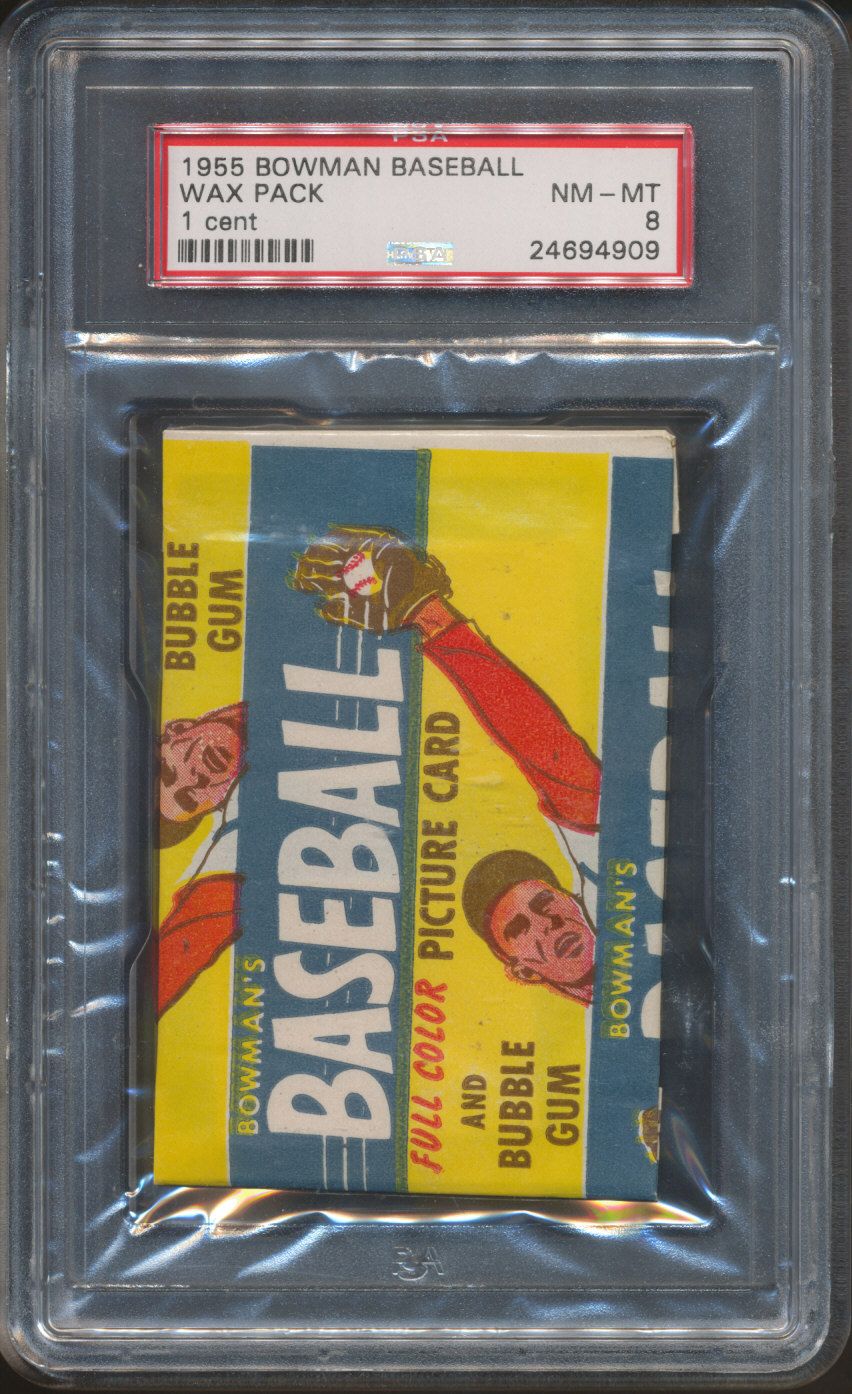 PSA
1955 BOWMAN BASEBALL
WAX PACK
NM-MT
1 cent
8
24694909
BUBBLE
GUM
BOWMAN'S
BASEBALL
FULL COLOR PICTURE CARD
AND
BUBBLE
GUM
BOWMAN'S
PSA